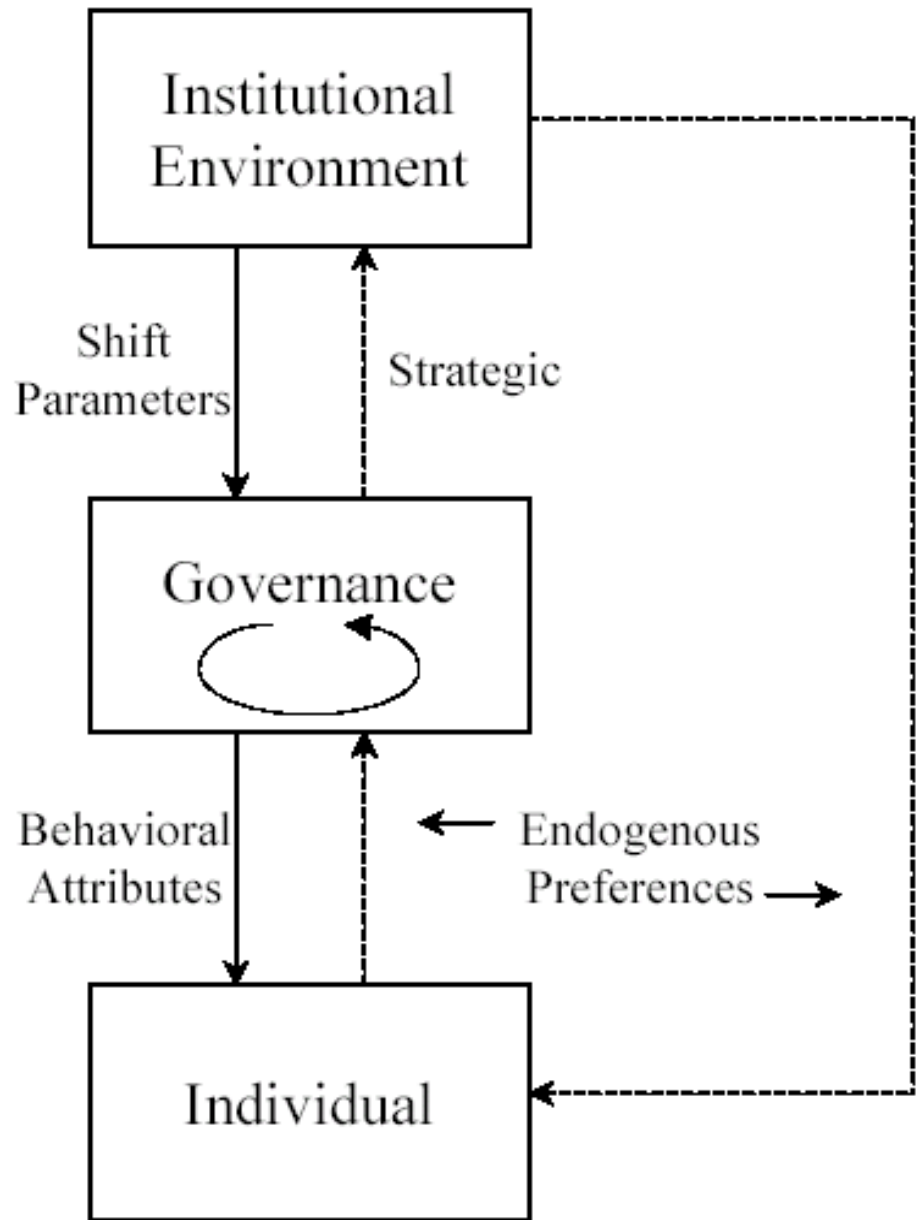 Institutional
Environment
Shift
Parameters
Strategic
Governance
Behavioral
Attributes
Endogenous
Preferences
Individual